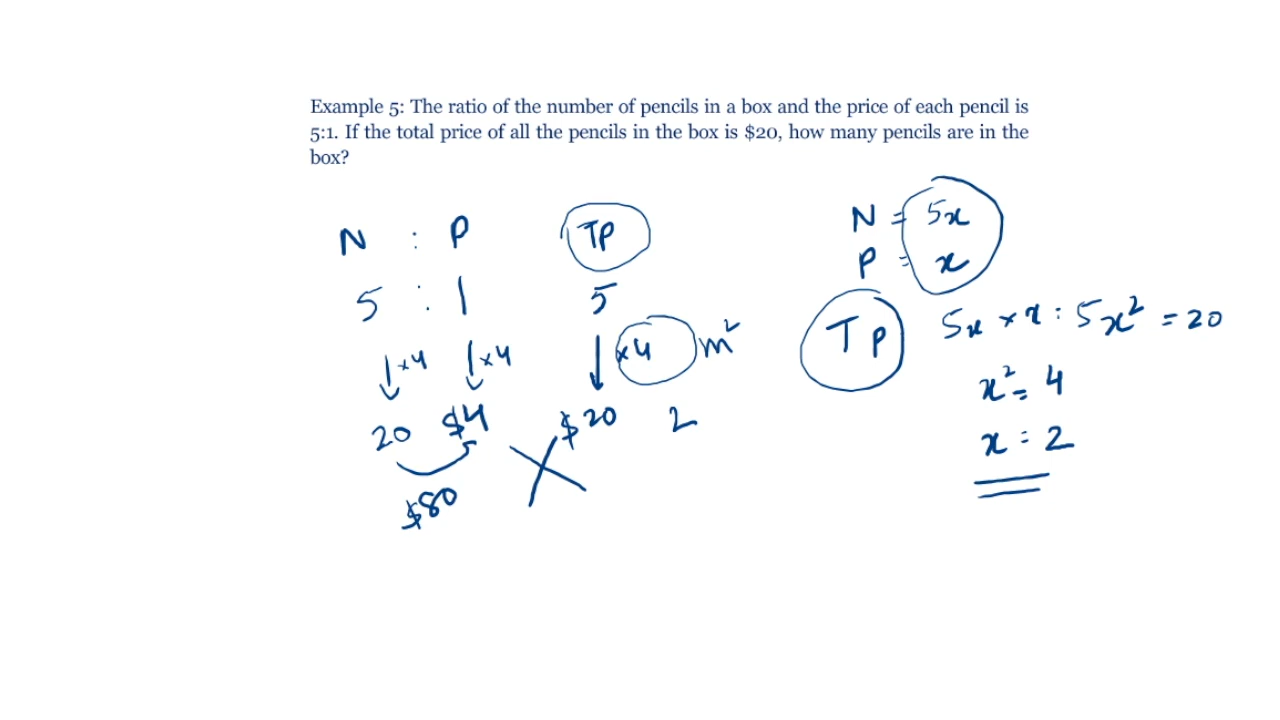 Example 5: The ratio of the number of pencils in a box and the price of each pencil is
5:1. If the total price of all the pencils in the box is $20, how many pencils are in the
box?
N : P TP
5 : 1 5
×4 ×4 ×4 m²
20 $4 $20 2
$80
N = 5x
P = x
TP 5x × x : 5x² = 20
x² = 4
x = 2